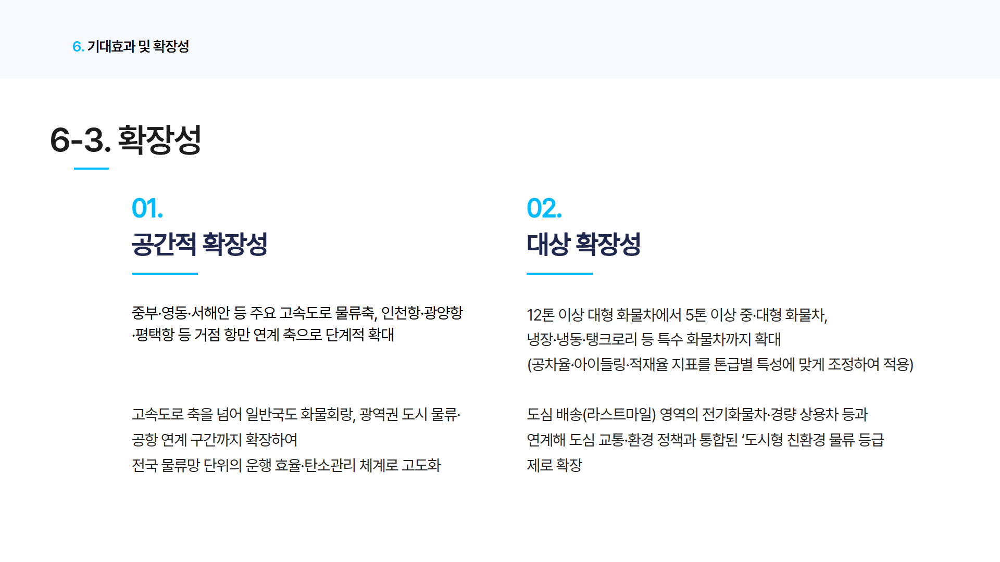 6. 기대효과 및 확장성
6-3. 확장성
01.
공간적 확장성
중부·영동·서해안 등 주요 고속도로 물류축, 인천항·광양항
·평택항 등 거점 항만 연계 축으로 단계적 확대
고속도로 축을 넘어 일반국도 화물회랑, 광역권 도시 물류·
공항 연계 구간까지 확장하여
전국 물류망 단위의 운행 효율·탄소관리 체계로 고도화
02.
대상 확장성
12톤 이상 대형 화물차에서 5톤 이상 중·대형 화물차,
냉장·냉동·탱크로리 등 특수 화물차까지 확대
(공차율·아이들링·적재율 지표를 톤급별 특성에 맞게 조정하여 적용)
도심 배송(라스트마일) 영역의 전기화물차·경량 상용차 등과
연계해 도심 교통·환경 정책과 통합된 ‘도시형 친환경 물류 등급
제로 확장